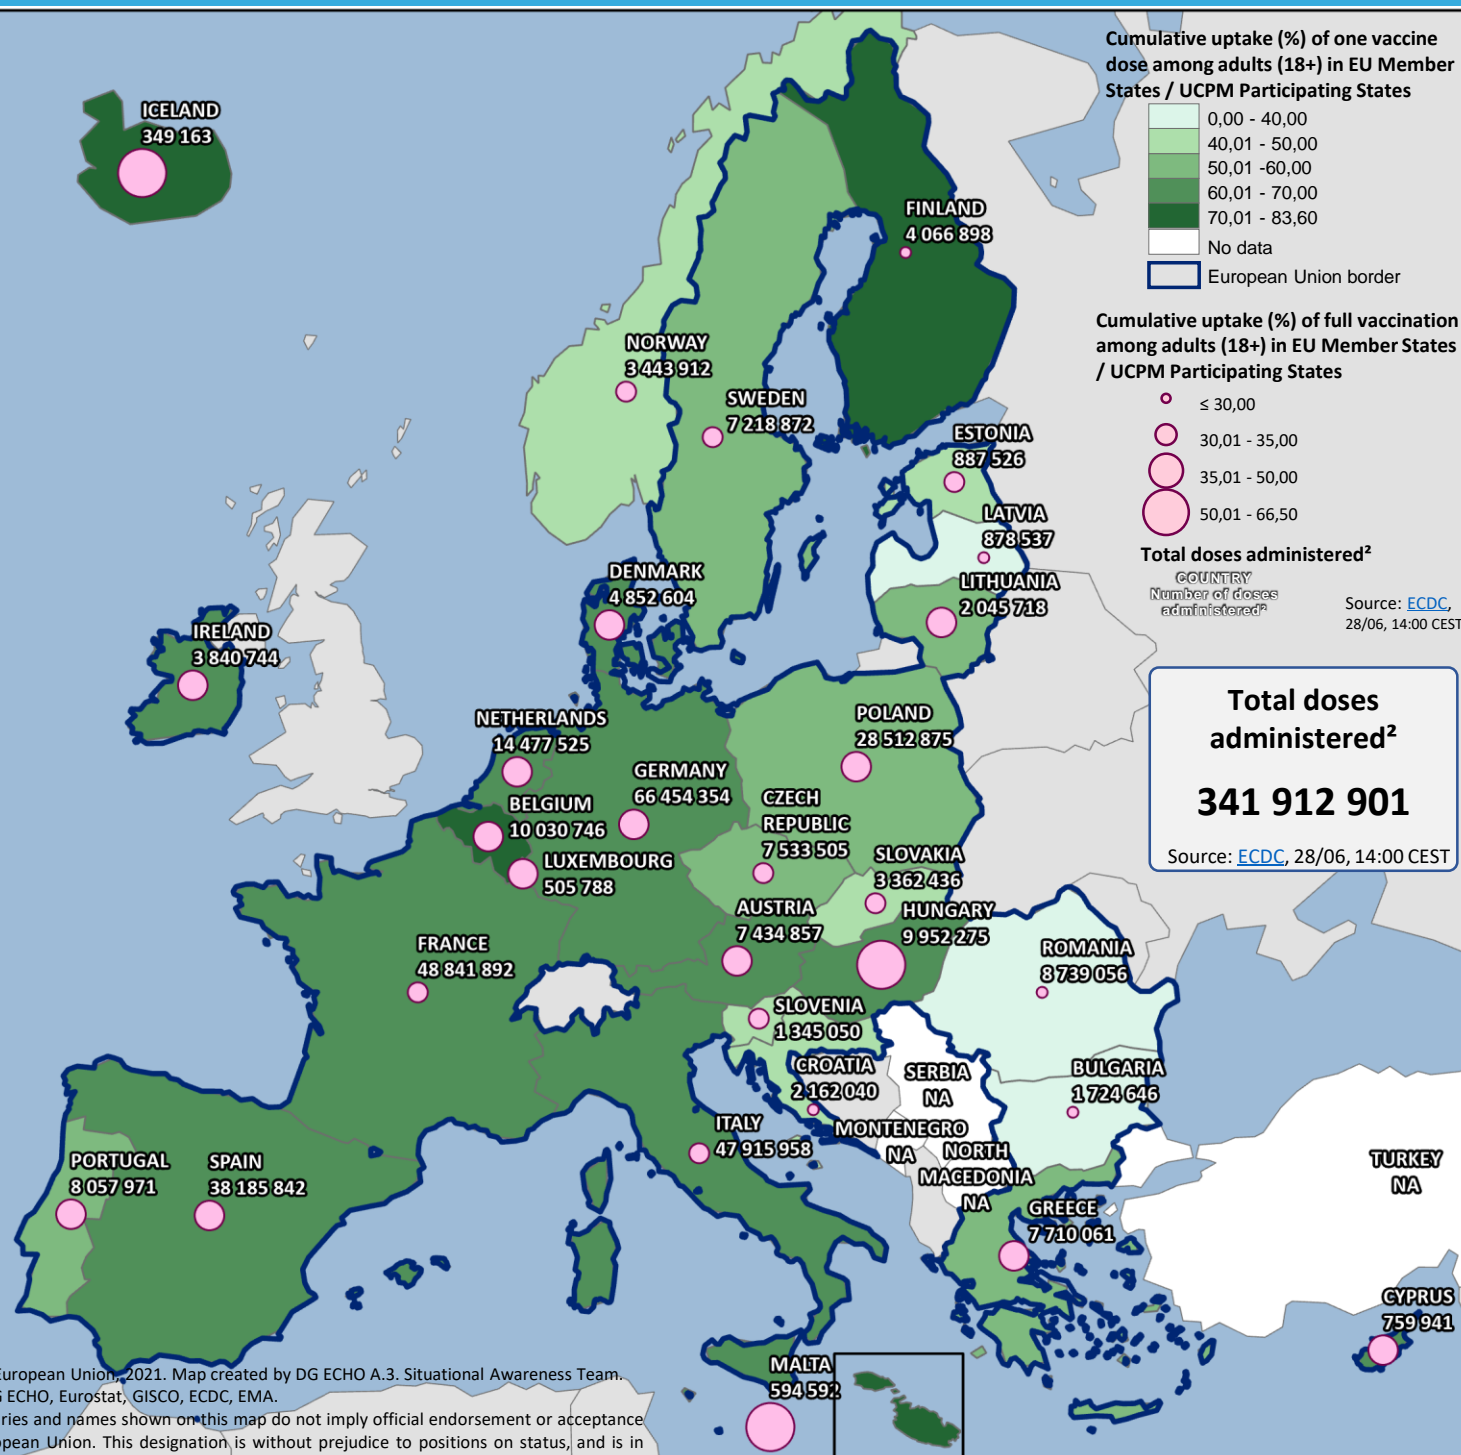 Cumulative uptake (%) of one vaccine
dose among adults (18+) in EU Member
States / UCPM Participating States
0,00 - 40,00
40,01 - 50,00
50,01 -60,00
60,01 - 70,00
70,01 - 83,60
No data
European Union border
Cumulative uptake (%) of full vaccination
among adults (18+) in EU Member States
/ UCPM Participating States
≤ 30,00
30,01 - 35,00
35,01 - 50,00
50,01 - 66,50
Total doses administered²
COUNTRY
Number of doses
administered²
Source: ECDC,
28/06, 14:00 CEST
Total doses
administered²
341 912 901
Source: ECDC, 28/06, 14:00 CEST
ICELAND
349 163
FINLAND
4 066 898
NORWAY
3 443 912
SWEDEN
7 218 872
ESTONIA
887 526
LATVIA
878 537
LITHUANIA
2 045 718
DENMARK
4 852 604
IRELAND
3 840 744
NETHERLANDS
14 477 525
POLAND
28 512 875
GERMANY
66 454 354
BELGIUM
10 030 746
CZECH
REPUBLIC
7 533 505
LUXEMBOURG
505 788
SLOVAKIA
3 362 436
AUSTRIA
7 434 857
HUNGARY
9 952 275
FRANCE
48 841 892
ROMANIA
8 739 056
SLOVENIA
1 345 050
CROATIA
2 162 040
SERBIA
NA
BULGARIA
1 724 646
MONTENEGRO
NA
NORTH
MACEDONIA
NA
ITALY
47 915 958
PORTUGAL
8 057 971
SPAIN
38 185 842
TURKEY
NA
GREECE
7 710 061
CYPRUS
759 941
MALTA
594 592
European Union, 2021. Map created by DG ECHO A.3. Situational Awareness Team.
ECHO, Eurostat, GISCO, ECDC, EMA.
and names shown on this map do not imply official endorsement or acceptance
Union. This designation is without prejudice to positions on status, and is in